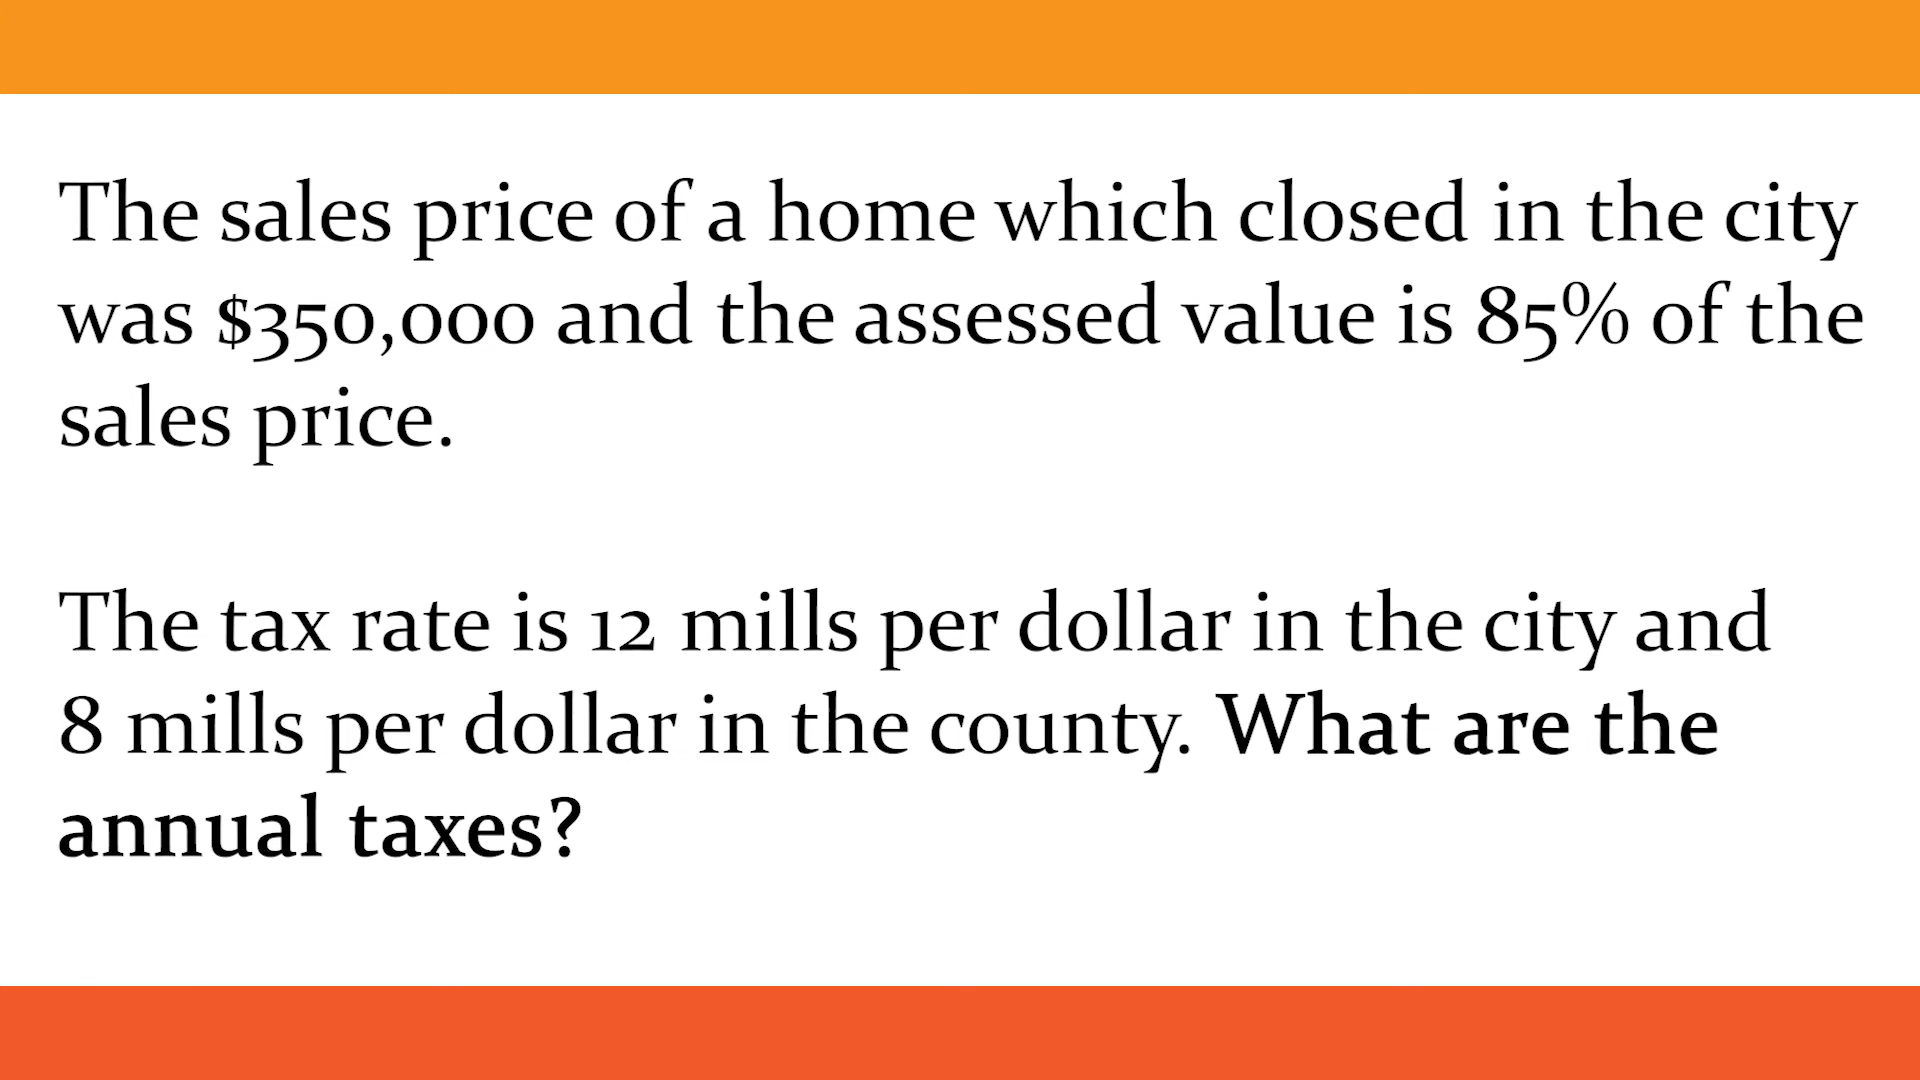 The sales price of a home which closed in the city
was $350,000 and the assessed value is 85% of the
sales price.
The tax rate is 12 mills per dollar in the city and
8 mills per dollar in the county. What are the
annual taxes?